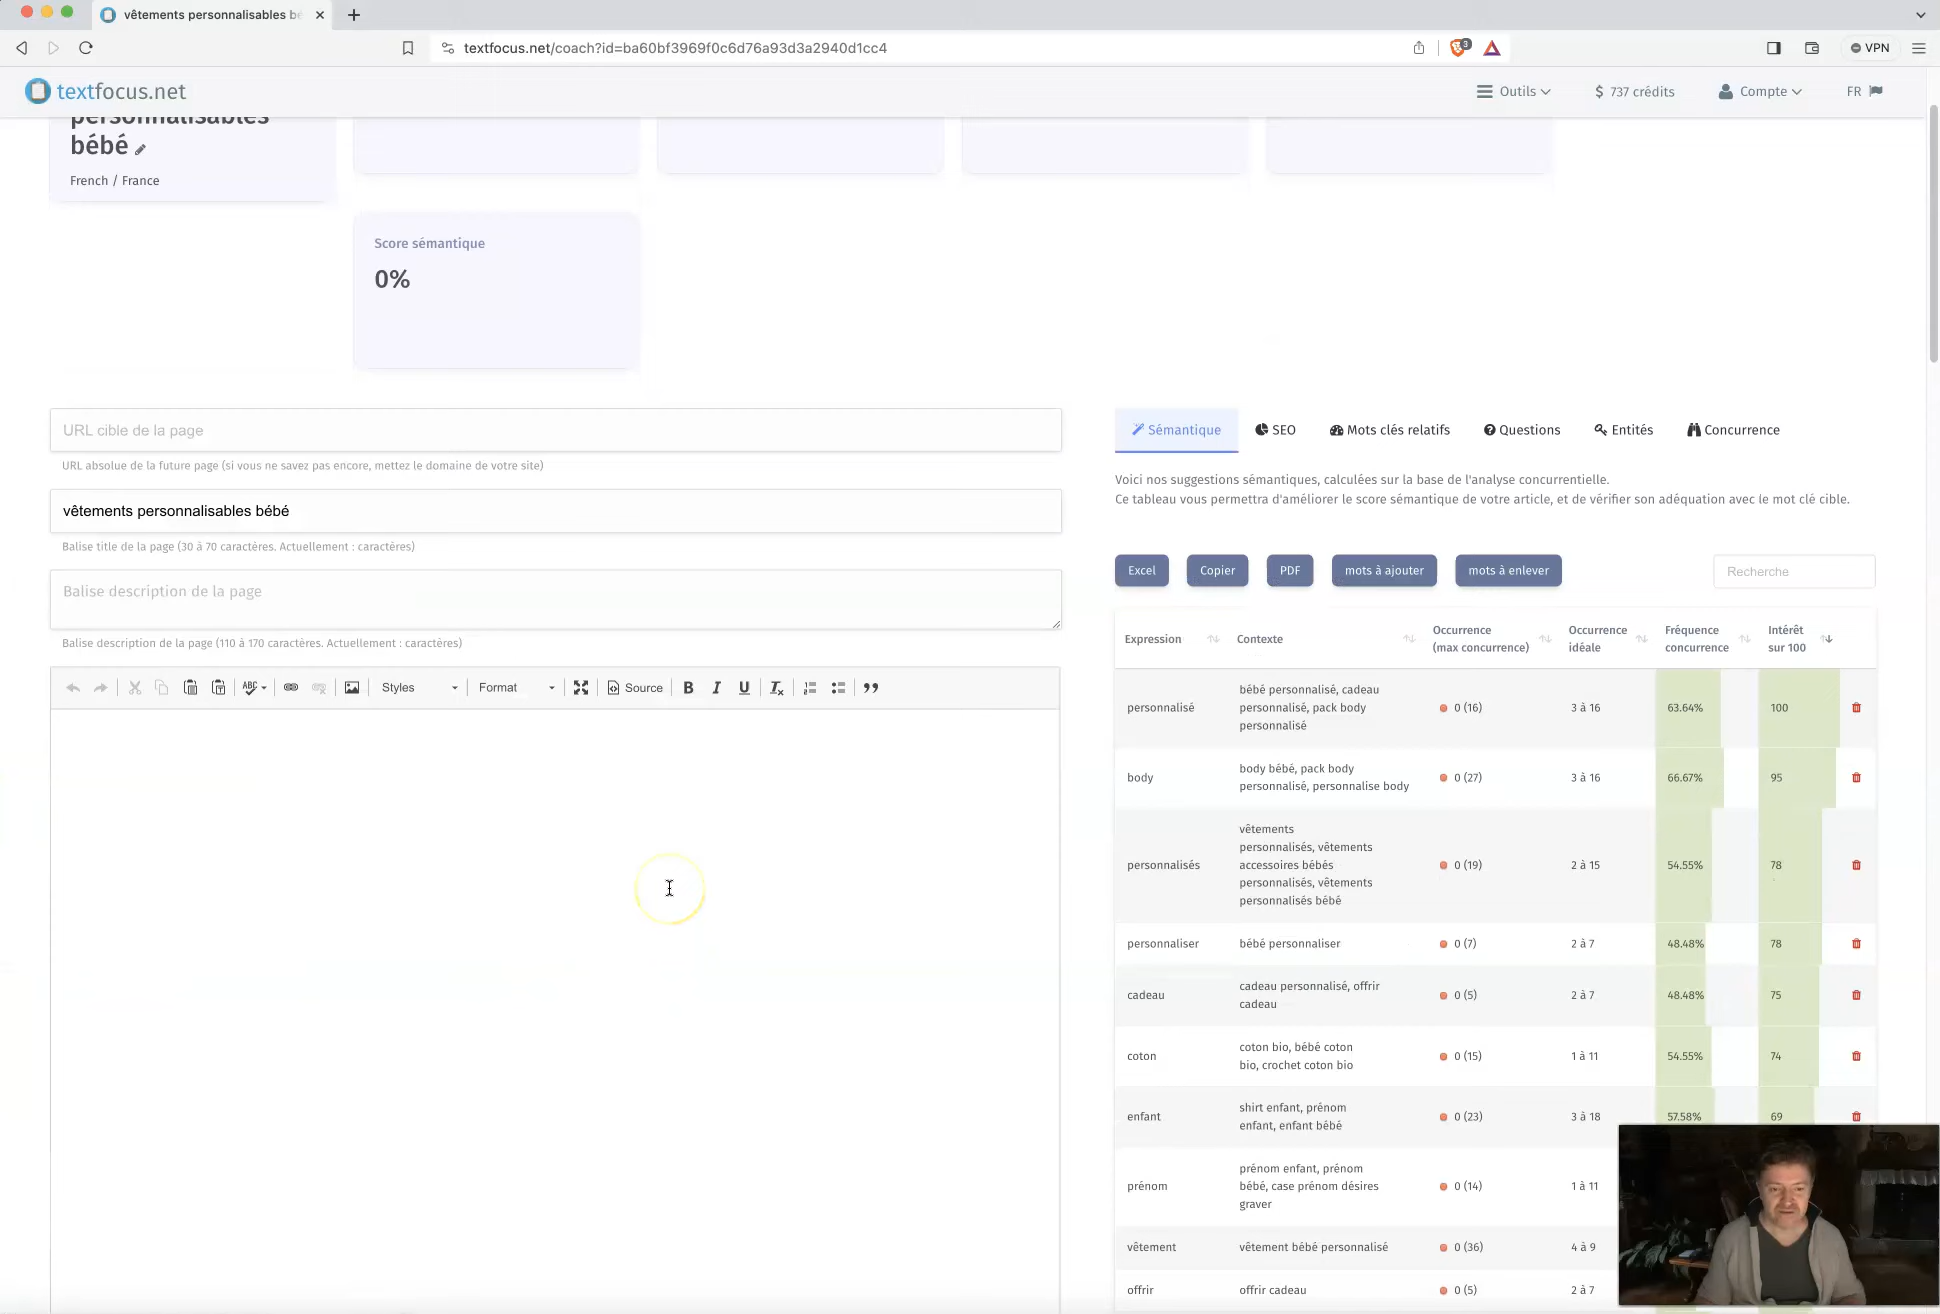 vêtements personnalisables bé
textfocus.net/coach?id=ba60bf3969f0c6d76a93d3a2940d1cc4
3
VPN
textfocus.net
Outils
$ 737 crédits
Compte
FR
personnalisables
bébé
French / France
Score sémantique
0%
URL cible de la page
URL absolue de la future page (si vous ne savez pas encore, mettez le domaine de votre site)
vêtements personnalisables bébé
Balise title de la page (30 à 70 caractères. Actuellement : caractères)
Balise description de la page
Balise description de la page (110 à 170 caractères. Actuellement : caractères)
ABC
Styles
Format
Source
B I U Tx
Sémantique
SEO
Mots clés relatifs
Questions
Entités
Concurrence
Voici nos suggestions sémantiques, calculées sur la base de l'analyse concurrentielle.
Ce tableau vous permettra d'améliorer le score sémantique de votre article, et de vérifier son adéquation avec le mot clé cible.
Excel
Copier
PDF
mots à ajouter
mots à enlever
Recherche
Expression
Contexte
Occurrence
(max concurrence)
Occurrence
idéale
Fréquence
concurrence
Intérêt
sur 100
personnalisé
bébé personnalisé, cadeau
personnalisé, pack body
personnalisé
0 (16)
3 à 16
63.64%
100
body
body bébé, pack body
personnalisé, personnalise body
0 (27)
3 à 16
66.67%
95
personnalisés
vêtements
personnalisés, vêtements
accessoires bébés
personnalisés, vêtements
personnalisés bébé
0 (19)
2 à 15
54.55%
78
personnaliser
bébé personnaliser
0 (7)
2 à 7
48.48%
78
cadeau
cadeau personnalisé, offrir
cadeau
0 (5)
2 à 7
48.48%
75
coton
coton bio, bébé coton
bio, crochet coton bio
0 (15)
1 à 11
54.55%
74
enfant
shirt enfant, prénom
enfant, enfant bébé
0 (23)
3 à 18
57.58%
69
prénom
prénom enfant, prénom
bébé, case prénom désires
graver
0 (14)
1 à 11
vêtement
vêtement bébé personnalisé
0 (36)
4 à 9
offrir
offrir cadeau
0 (5)
2 à 7